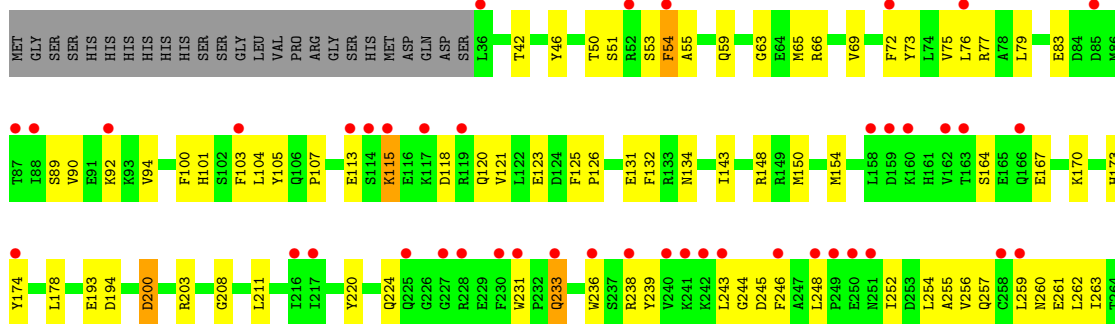 MET GLY SER SER HIS HIS HIS HIS HIS HIS SER SER GLY LEU VAL PRO ARG GLY SER HIS MET ASP GLN ASP SER L36 T42 Y46 T50 S51 R52 S53 F54 A55 Q59 G63 E64 M65 R66 V69 F72 Y73 L74 V75 L76 R77 A78 L79 E83 D84 D85 M86
T87 I88 S89 V90 E91 K92 K93 V94 F100 H101 S102 F103 L104 Y105 Q106 P107 E113 S114 K115 E116 K117 D118 R119 Q120 V121 L122 E123 D124 F125 P126 E131 F132 R133 N134 I143 R148 R149 M150 M154 L158 D159 K160 H161 V162 T163 S164 E165 Q166 E167 K170 H173
Y174 L178 E193 D194 D200 R203 G208 L211 I216 I217 Y220 Q224 Q225 G226 G227 R228 E229 F230 W231 P232 Q233 W236 S237 R238 Y239 V240 K241 K242 L243 G244 D245 F246 A247 L248 P249 E250 N251 I252 D253 L254 A255 V256 Q257 C258 L259 N260 E261 L262 I263